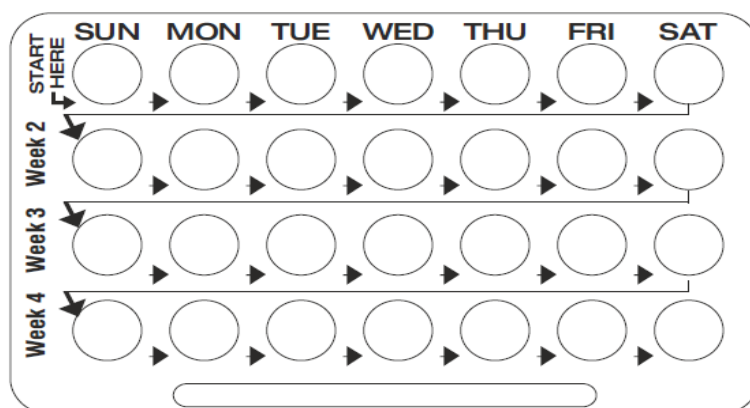 SUN MON TUE WED THU FRI SAT
START
HERE
Week 2
Week 3
Week 4